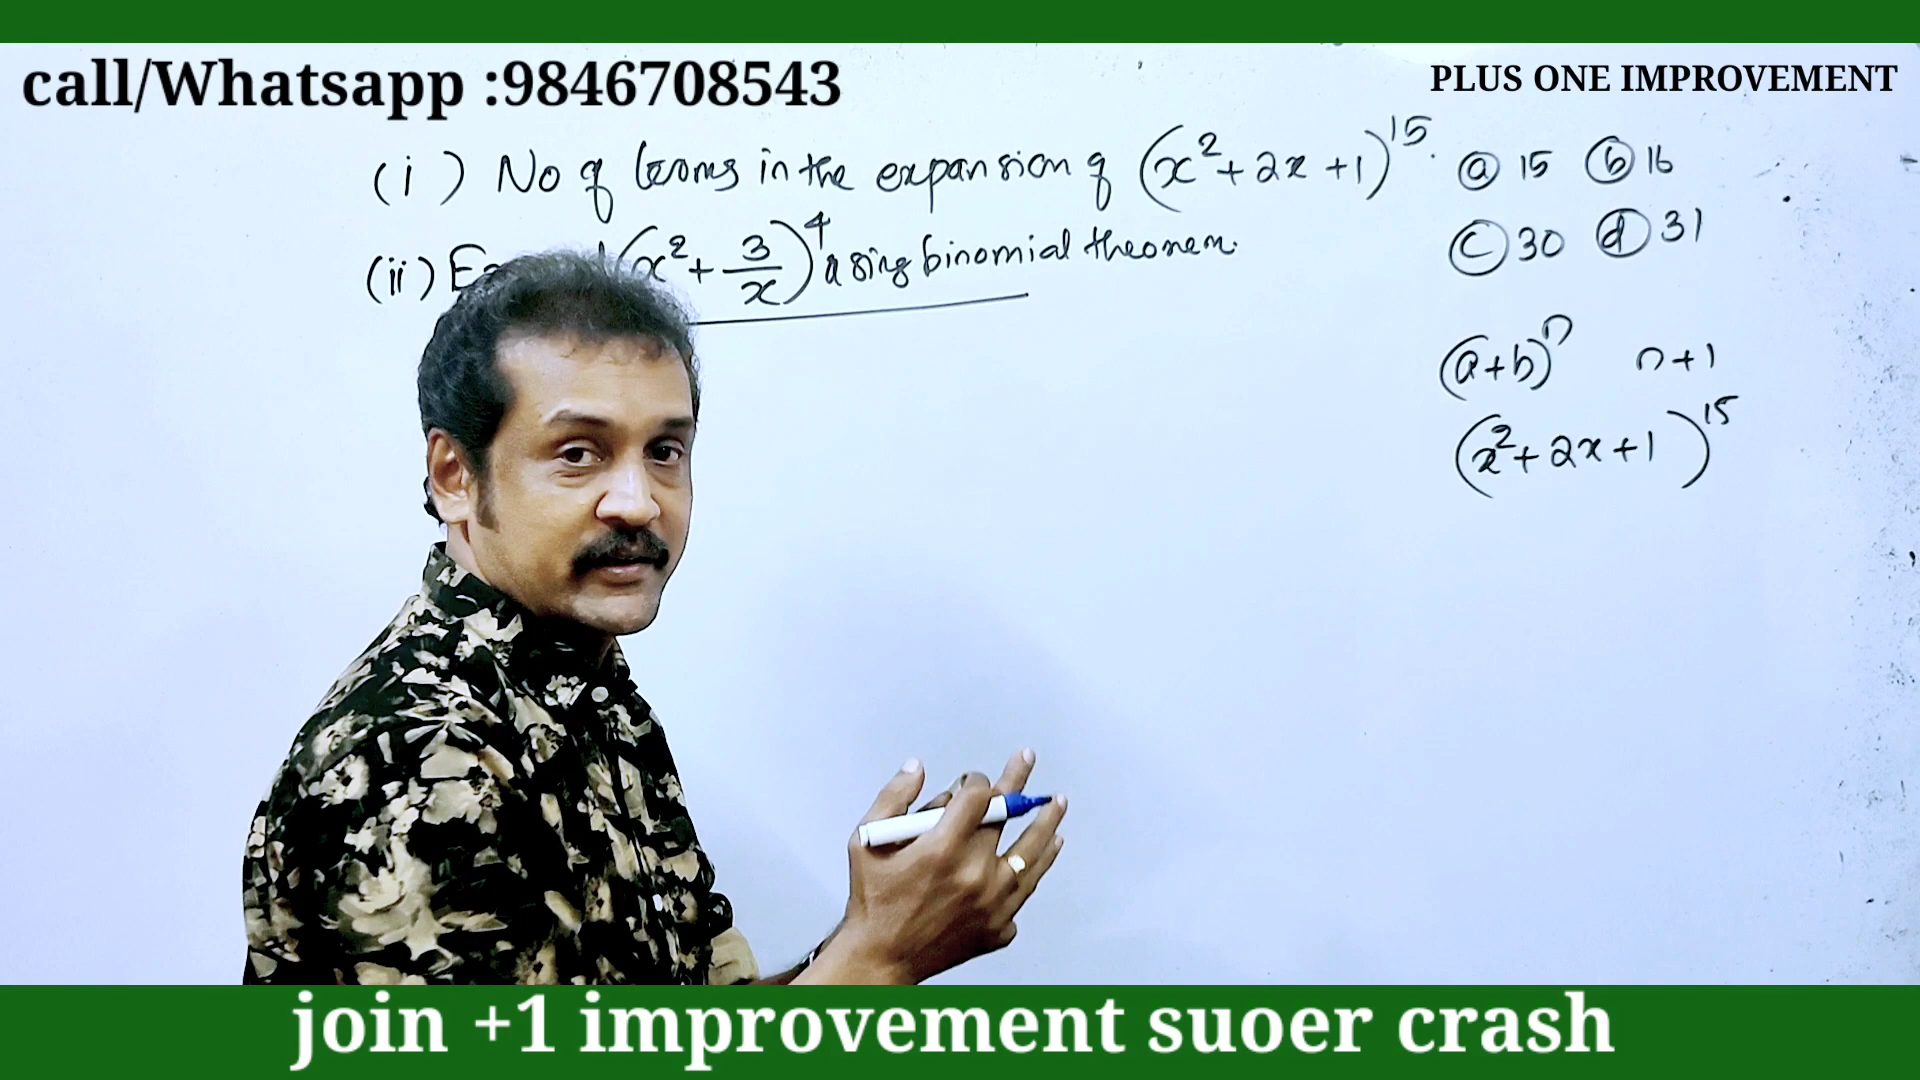 call/Whatsapp :9846708543
PLUS ONE IMPROVEMENT
(i) No of terms in the expansion of (x²+2x+1)¹⁵. ⓐ 15 ⓑ 16
ⓒ 30 ⓓ 31
(ii) (x²+3/x)⁴ using binomial theorem.
(a+b)ⁿ n+1
(x²+2x+1)¹⁵
join +1 improvement suoer crash